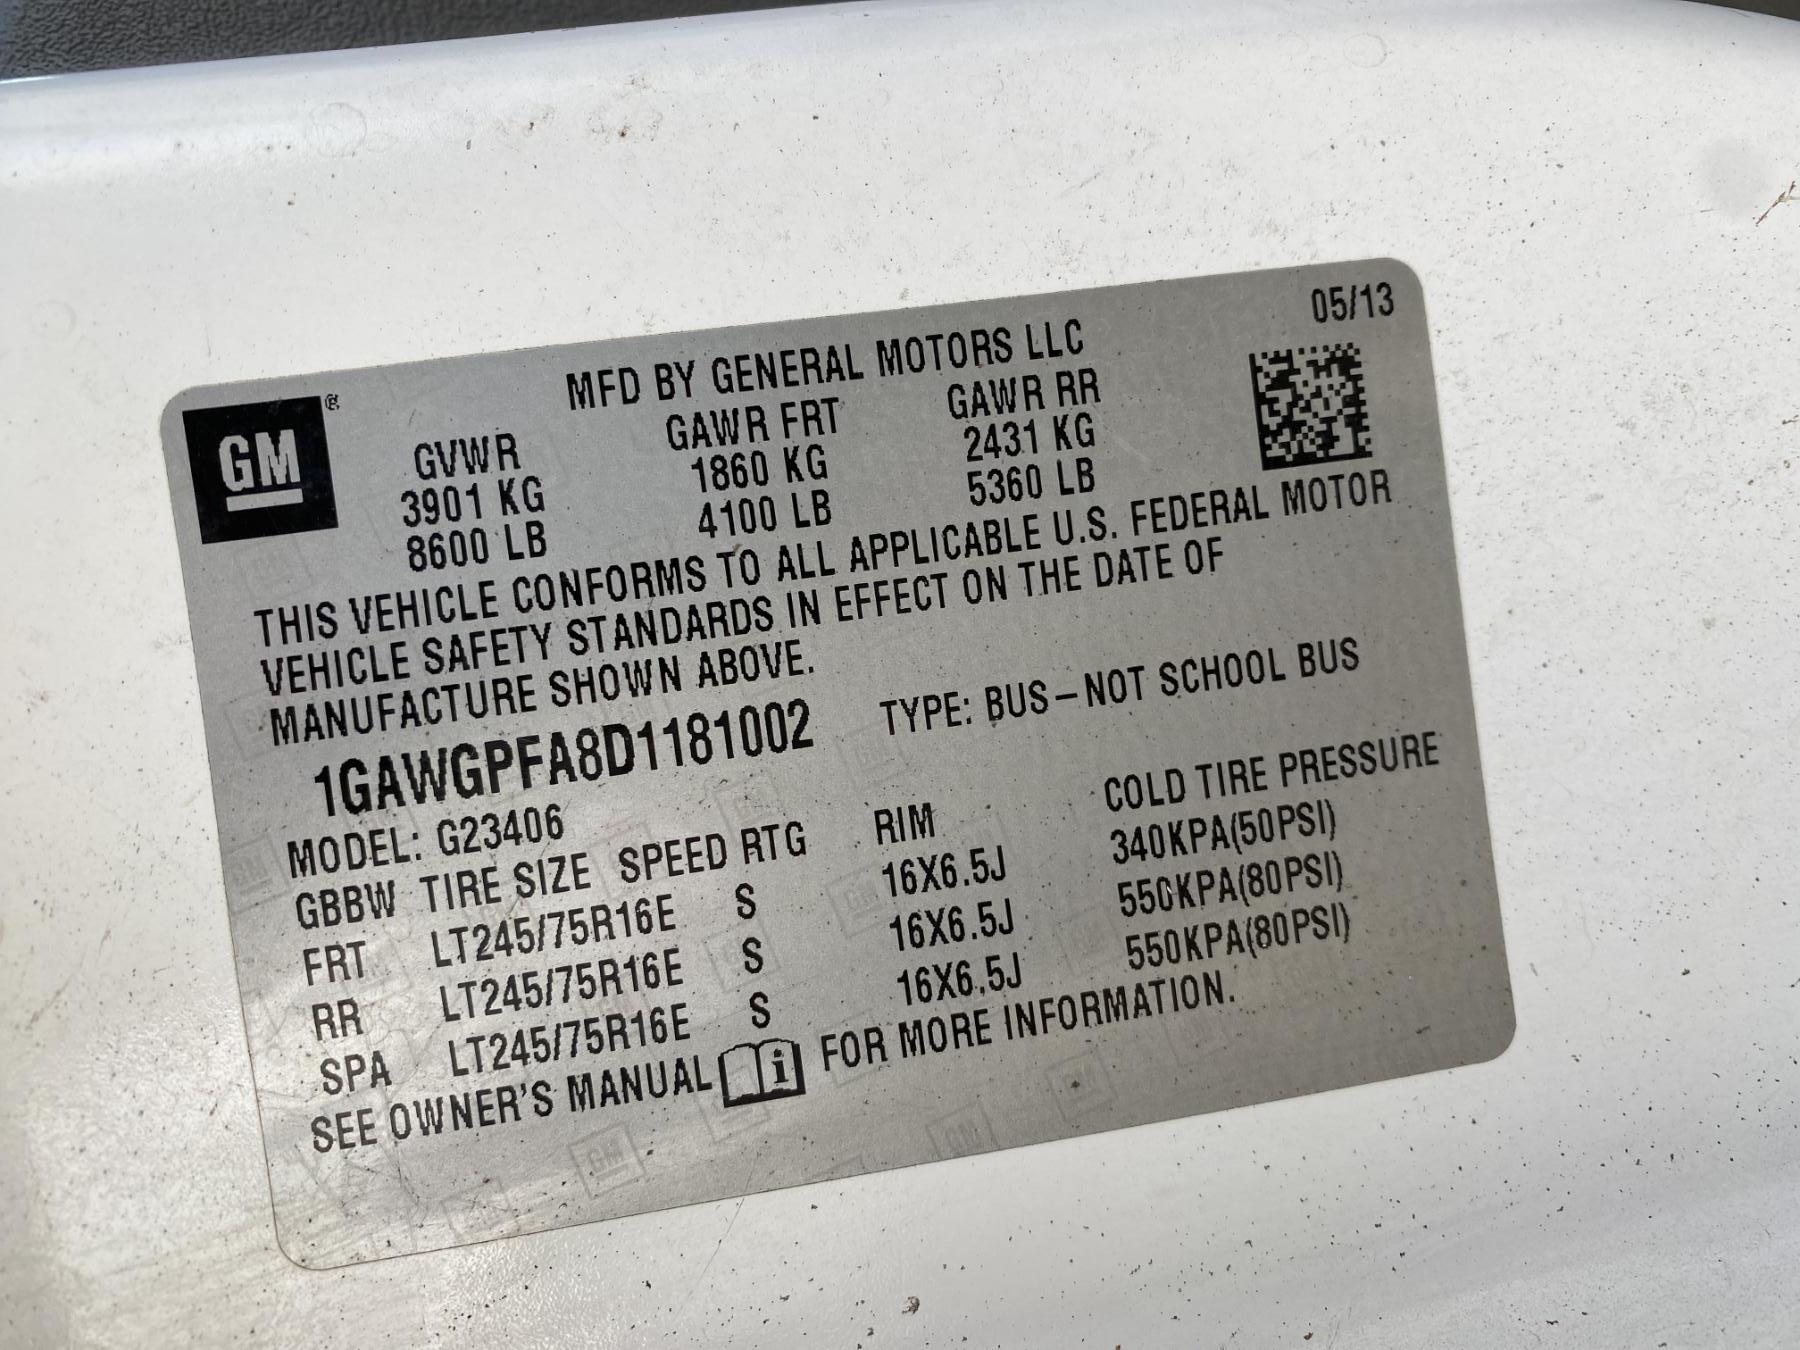 05/13
MFD BY GENERAL MOTORS LLC
GM ®
GVWR GAWR FRT GAWR RR
3901 KG 1860 KG 2431 KG
8600 LB 4100 LB 5360 LB
THIS VEHICLE CONFORMS TO ALL APPLICABLE U.S. FEDERAL MOTOR
VEHICLE SAFETY STANDARDS IN EFFECT ON THE DATE OF
MANUFACTURE SHOWN ABOVE.
1GAWGPFA8D1181002 TYPE: BUS–NOT SCHOOL BUS
MODEL: G23406
GBBW TIRE SIZE SPEED RTG RIM COLD TIRE PRESSURE
FRT LT245/75R16E S 16X6.5J 340KPA(50PSI)
RR LT245/75R16E S 16X6.5J 550KPA(80PSI)
SPA LT245/75R16E S 16X6.5J 550KPA(80PSI)
SEE OWNER'S MANUAL i FOR MORE INFORMATION.